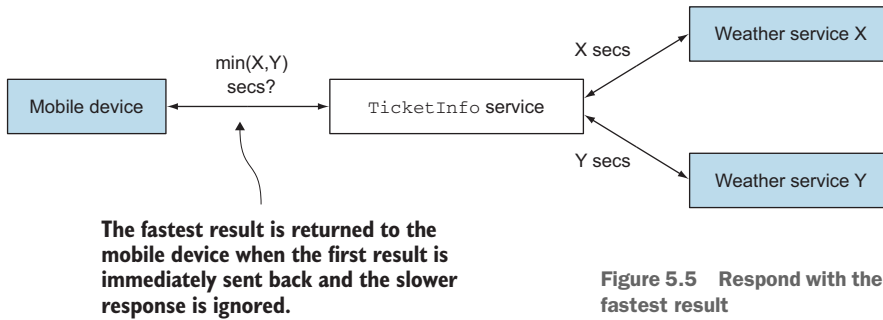 Weather service X
X secs
min(X,Y)
secs?
Mobile device
TicketInfo service
Y secs
Weather service Y
The fastest result is returned to the
mobile device when the first result is
immediately sent back and the slower
response is ignored.
Figure 5.5 Respond with the
fastest result